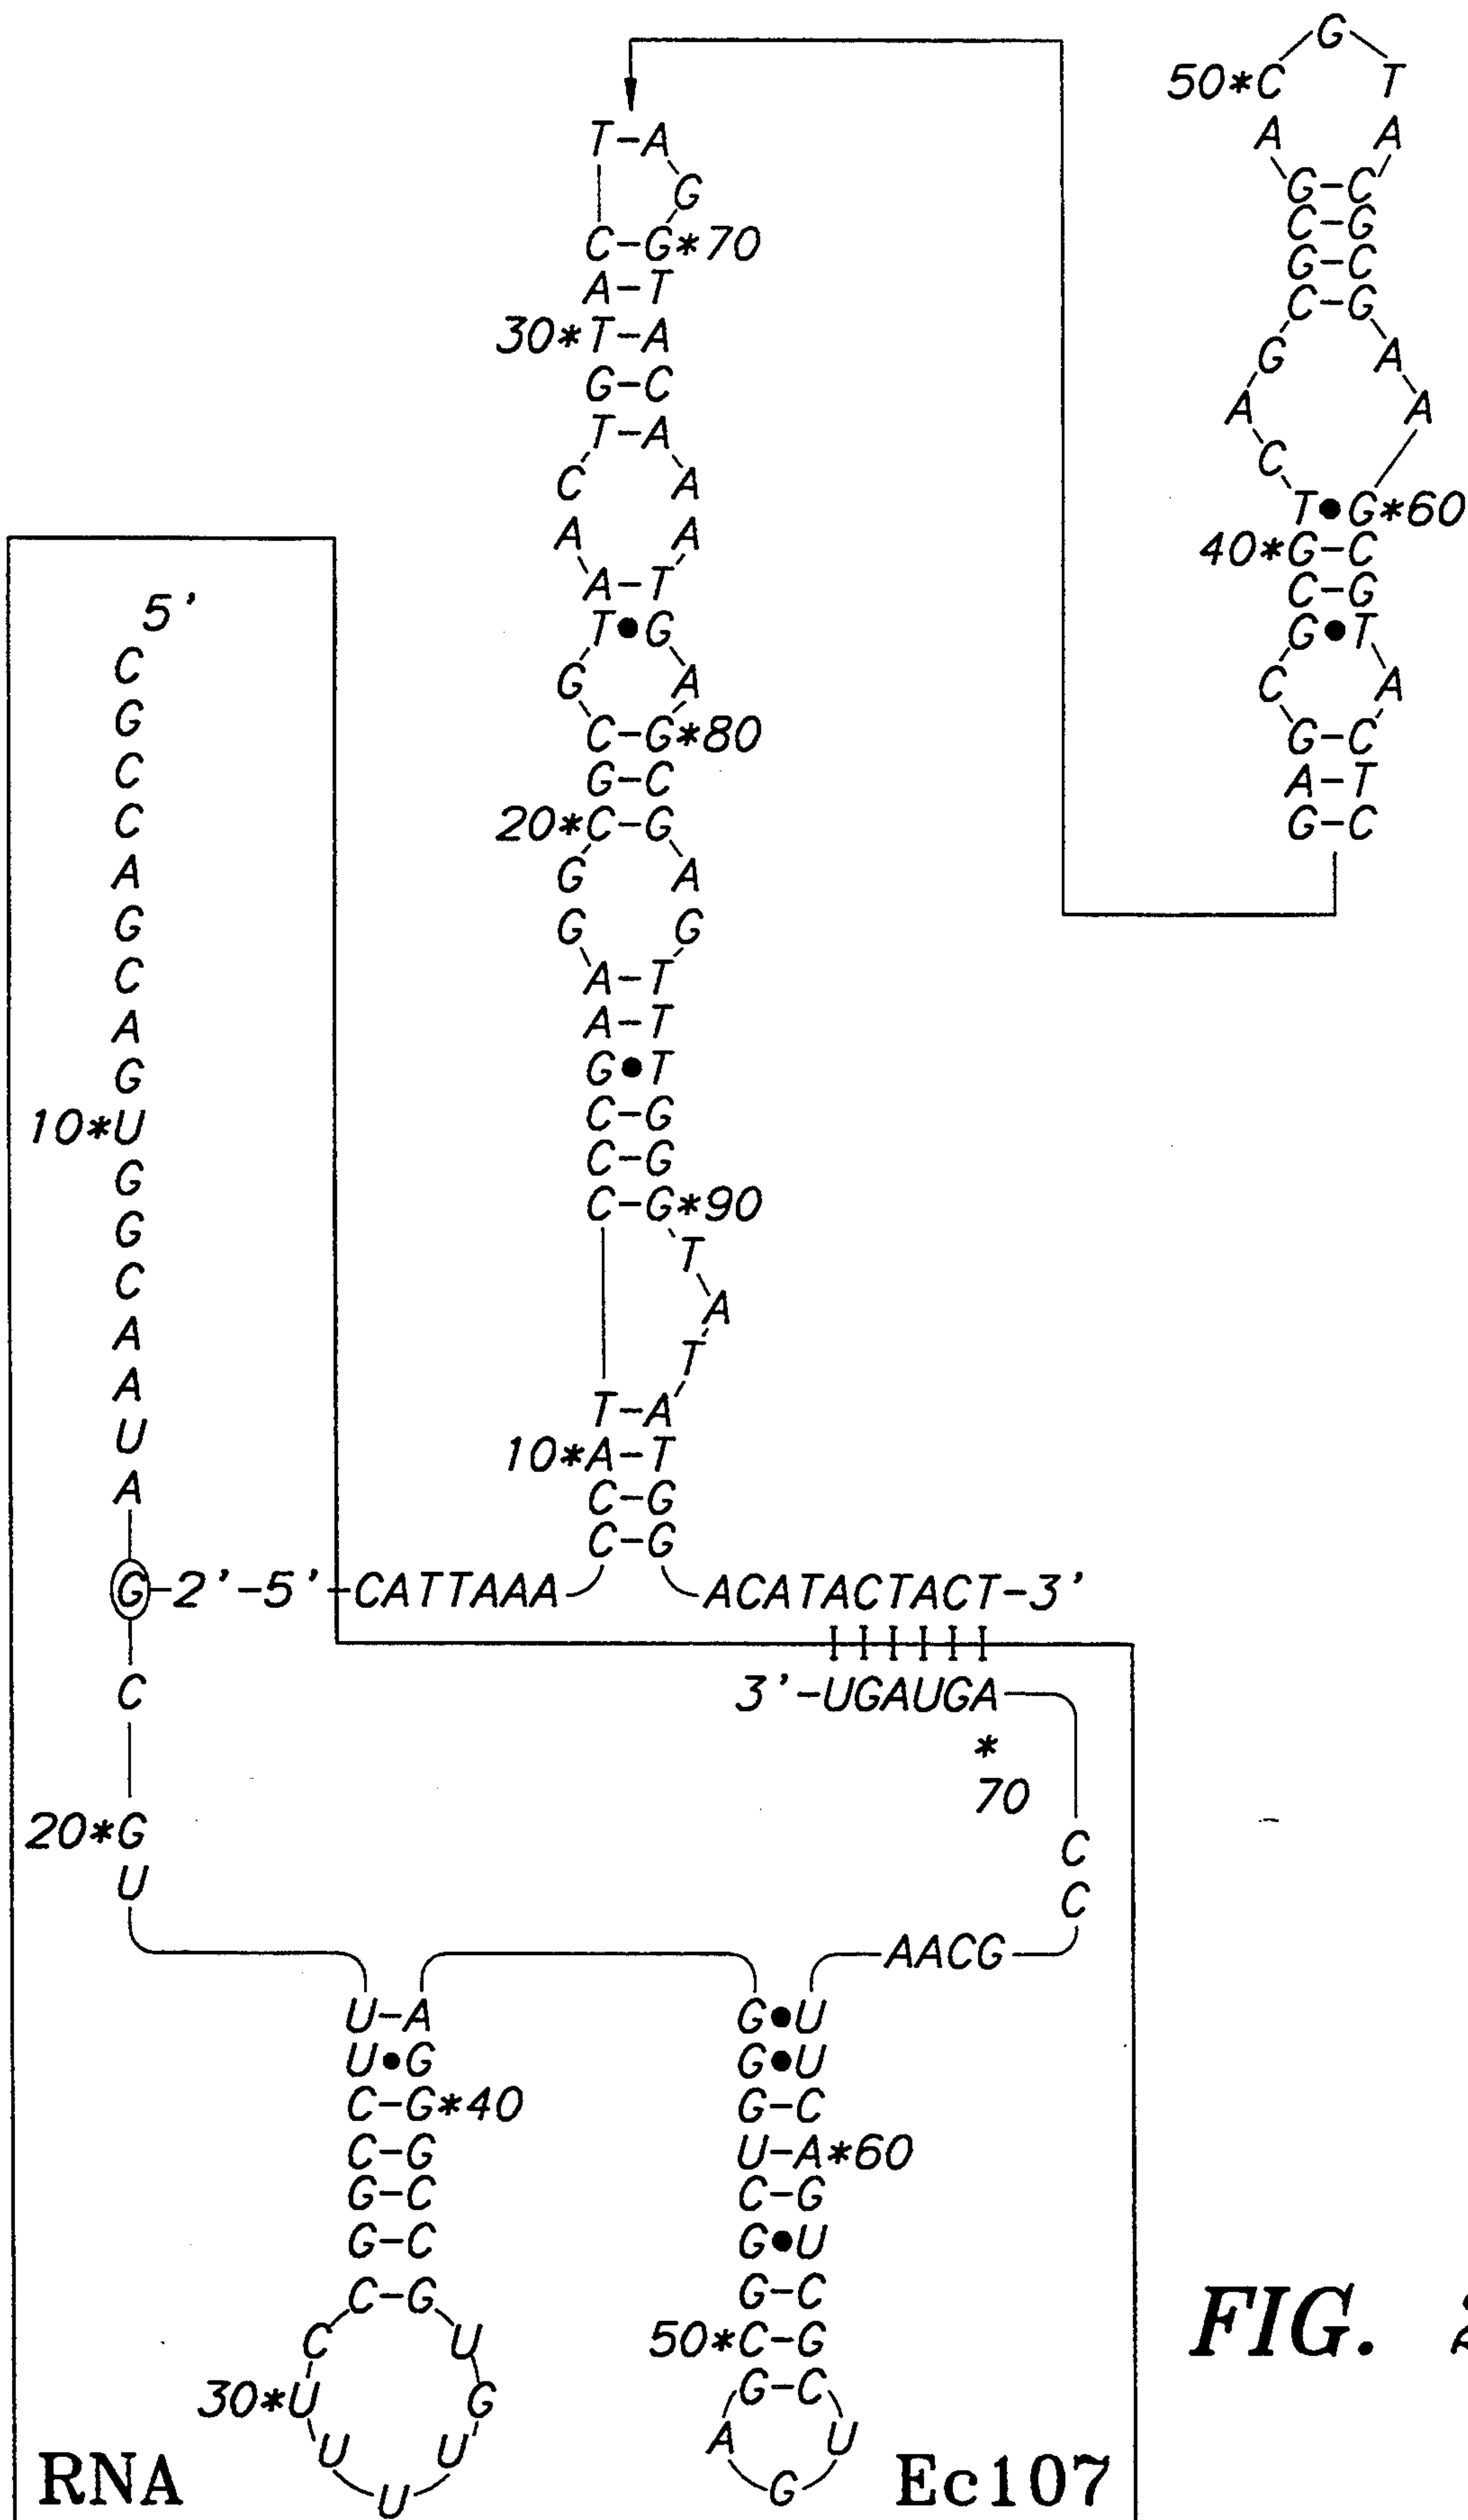 G
50*C T
A A
T-A
G-C
G
C-G
C-G*70
G-C
A-T
C-G
30*T-A
G A
G-C
A A
T-A
C
C A
T●G*60
A A
40*G-C
A-T
C-G
5'
T●G
G●T
C
G A
C A
G
C-G*80
G-C
C
G-C
A-T
C
20*C-G
G-C
A
G A
G
G G
C
A-T
A
A-T
G
G●T
10*U
C-G
G
C-G
G
C-G*90
C
T
A
A
A
T
U
T-A
A
10*A-T
C-G
C-G
G-2'-5'-CATTAAA ACATACTACT-3'
C
3'-UGAUGA
*
70
20*G
C
U
C
AACG
U-A G●U
U●G G●U
C-G*40 G-C
C-G U-A*60
G-C C-G
G-C G●U
C-G G-C
C U 50*C-G
30*U G G-C
U U A U
U G
RNA Ec107
FIG.